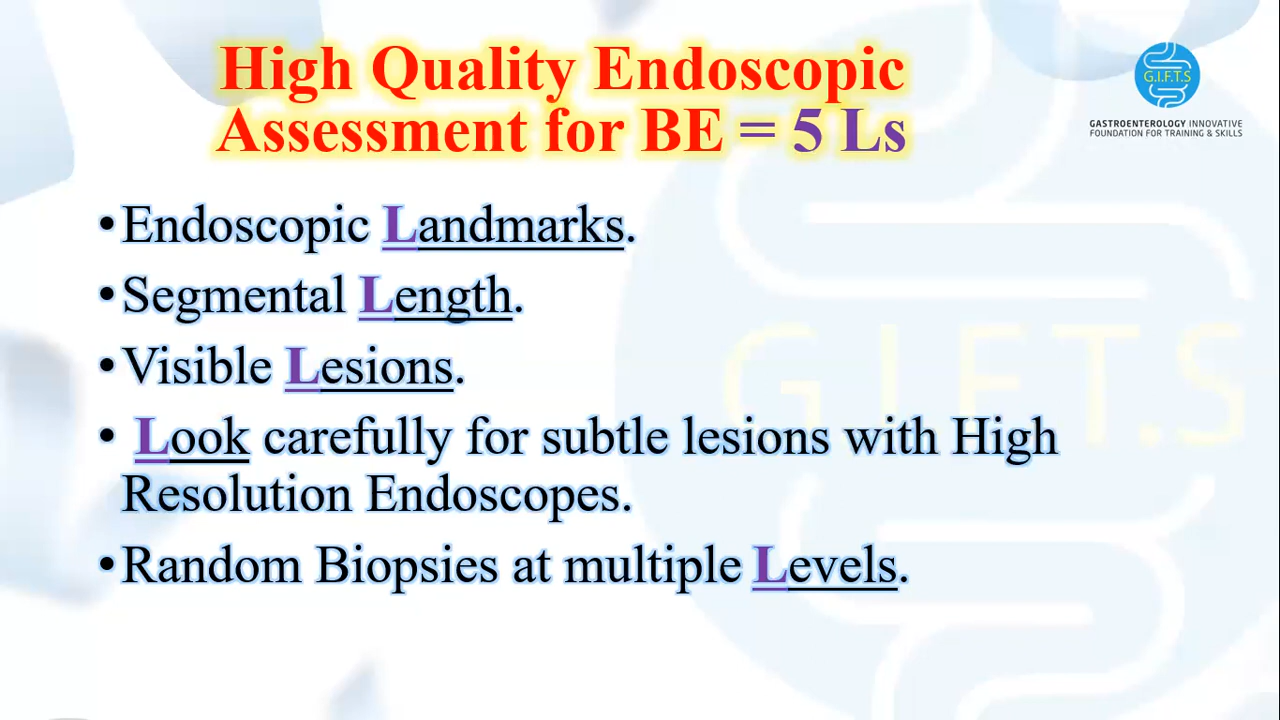 High Quality Endoscopic
Assessment for BE = 5 Ls
G.I.F.T.S
GASTROENTEROLOGY INNOVATIVE
FOUNDATION FOR TRAINING & SKILLS
•Endoscopic Landmarks.
•Segmental Length.
•Visible Lesions.
• Look carefully for subtle lesions with High
Resolution Endoscopes.
•Random Biopsies at multiple Levels.
G.I.F.T.S